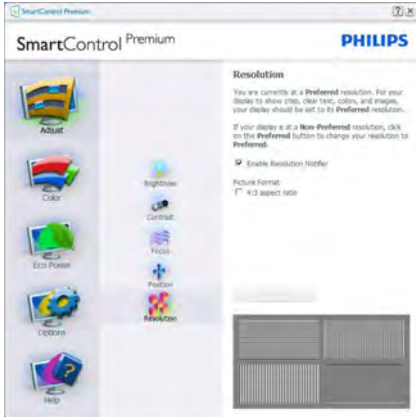 SmartControl Premium
SmartControl Premium
PHILIPS
Adjust
Color
Eco Power
Options
Help
Brightness
Contrast
Focus
Position
Resolution
Resolution
You are currently at a Preferred resolution. For your
display to show crisp, clear text, colors, and images,
your display should be set to its Preferred resolution.
If your display is at a Non-Preferred resolution, click
on the Preferred button to change your resolution to
Preferred.
Enable Resolution Notifier
Picture Format
4:3 aspect ratio